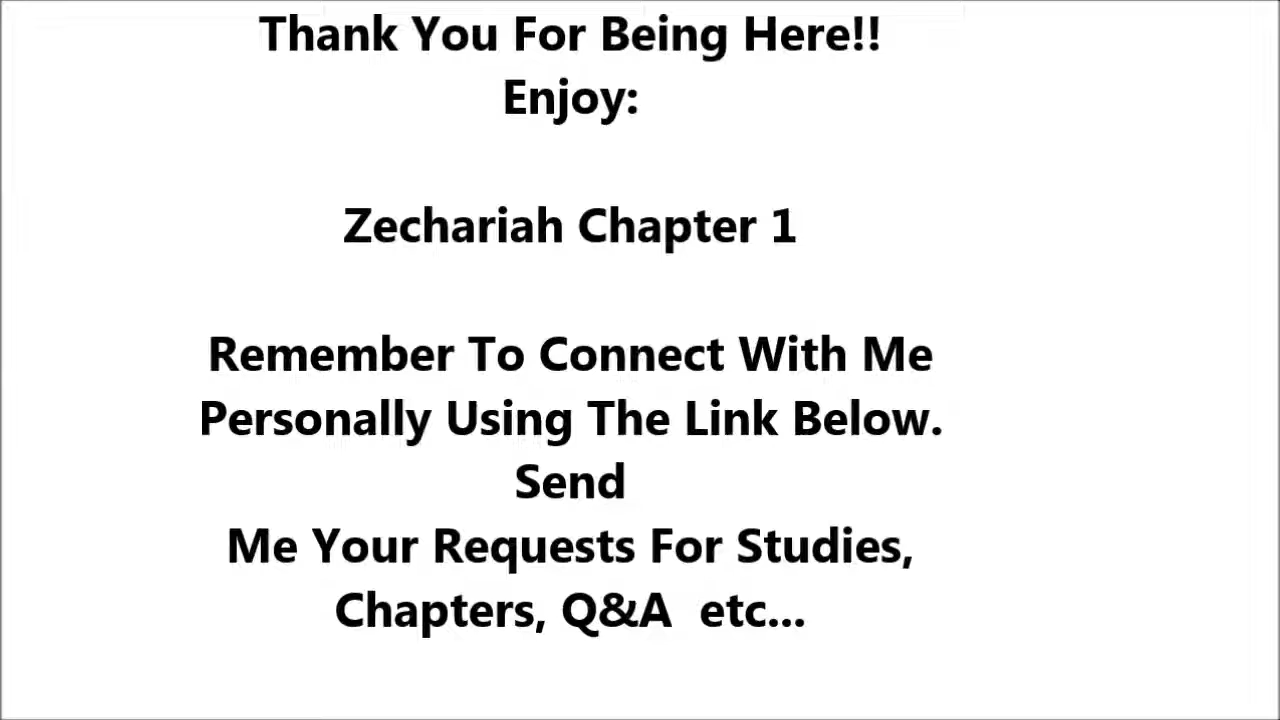 Thank You For Being Here!!
Enjoy:
Zechariah Chapter 1
Remember To Connect With Me
Personally Using The Link Below.
Send
Me Your Requests For Studies,
Chapters, Q&A  etc...